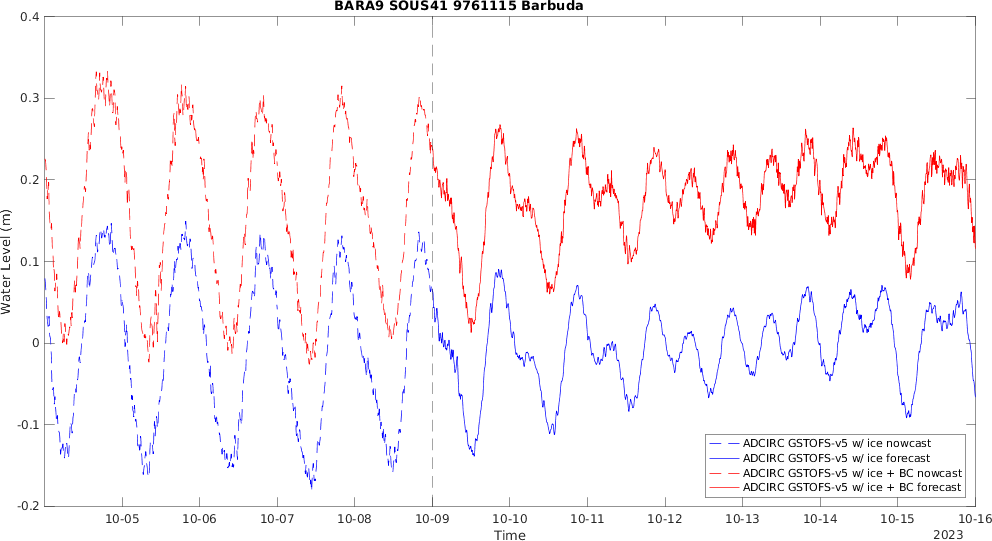 BARA9 SOUS41 9761115 Barbuda
Water Level (m)
0.4
0.3
0.2
0.1
0
-0.1
-0.2
ADCIRC GSTOFS-v5 w/ ice nowcast
ADCIRC GSTOFS-v5 w/ ice forecast
ADCIRC GSTOFS-v5 w/ ice + BC nowcast
ADCIRC GSTOFS-v5 w/ ice + BC forecast
10-05 10-06 10-07 10-08 10-09 10-10 10-11 10-12 10-13 10-14 10-15 10-16
Time
2023